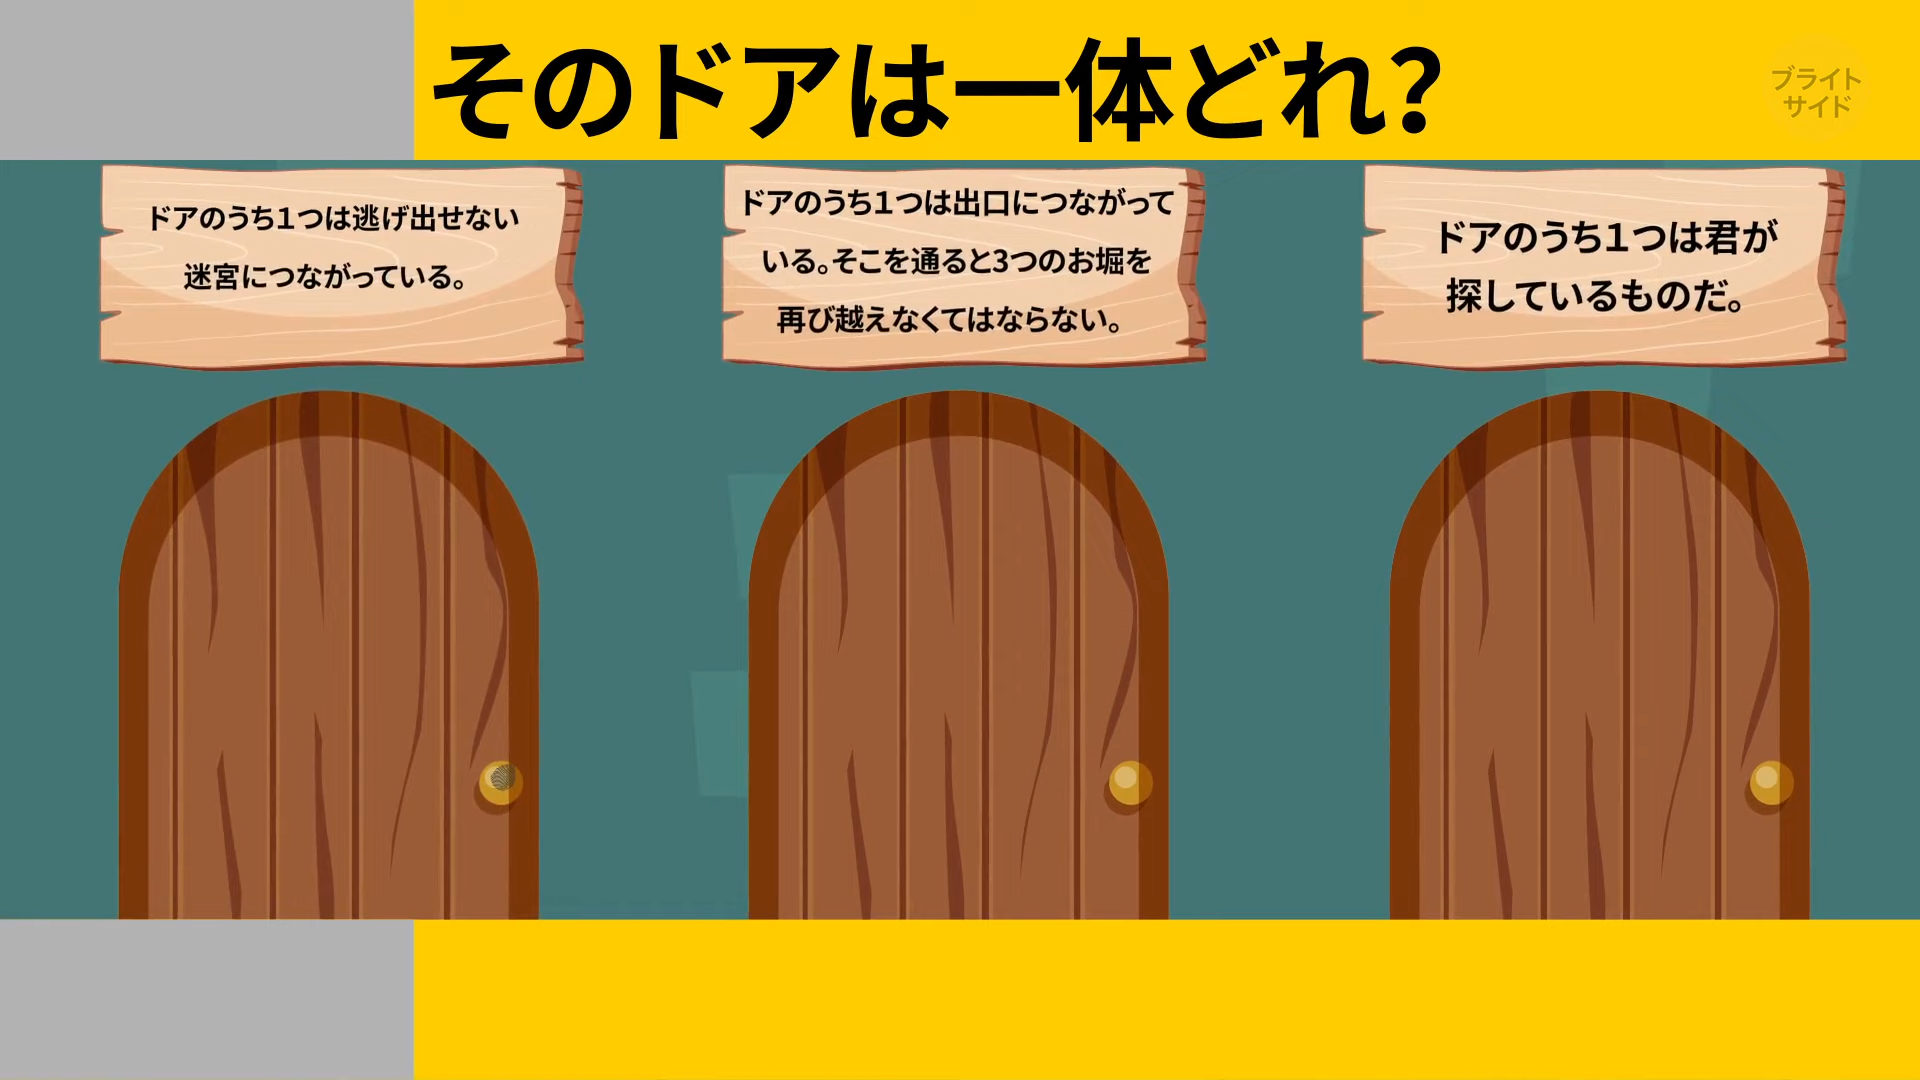 そのドアは一体どれ？
ブライト
サイド
ドアのうち１つは逃げ出せない
迷宮につながっている。
ドアのうち１つは出口につながって
いる。そこを通ると3つのお堀を
再び越えなくてはならない。
ドアのうち１つは君が
探しているものだ。